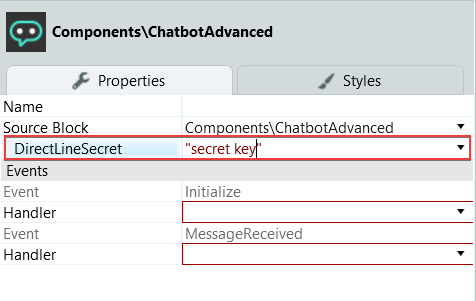 Components\ChatbotAdvanced
Properties
Styles
Name
Source Block Components\ChatbotAdvanced
DirectLineSecret "secret key"
Events
Event Initialize
Handler
Event MessageReceived
Handler